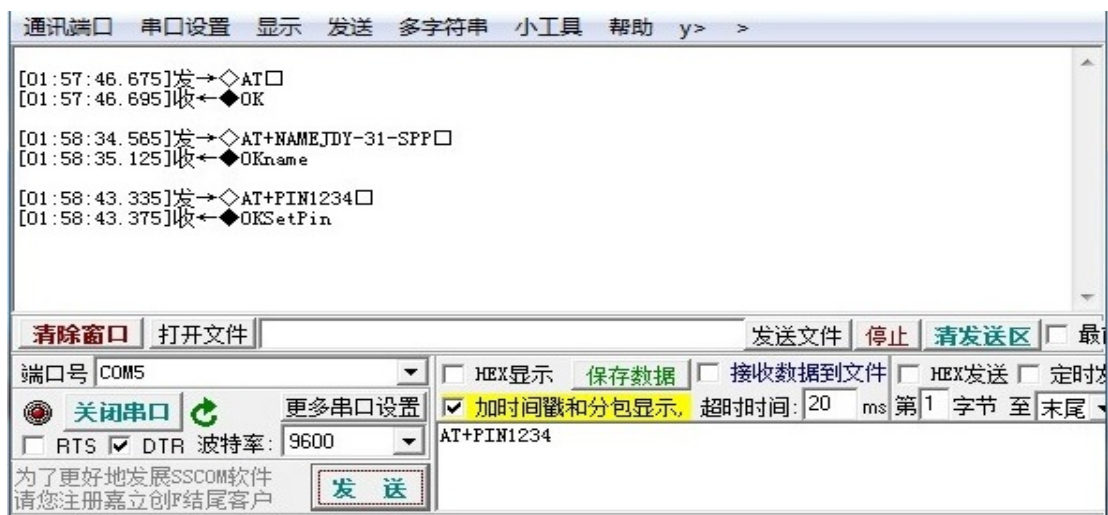 通讯端口 串口设置 显示 发送 多字符串 小工具 帮助 y> >
[01:57:46.675]发→◇AT□
[01:57:46.695]收←◆OK
[01:58:34.565]发→◇AT+NAMEJDY-31-SPP□
[01:58:35.125]收←◆OKname
[01:58:43.335]发→◇AT+PIN1234□
[01:58:43.375]收←◆OKSetPin
清除窗口 打开文件 发送文件 停止 清发送区 最
端口号 COM5 HEX显示 保存数据 接收数据到文件 HEX发送 定时发
关闭串口 更多串口设置 加时间戳和分包显示, 超时时间: 20 ms 第1 字节 至 末尾
RTS DTR 波特率: 9600 AT+PIN1234
为了更好地发展SSCOM软件
请您注册嘉立创F结尾客户
发 送